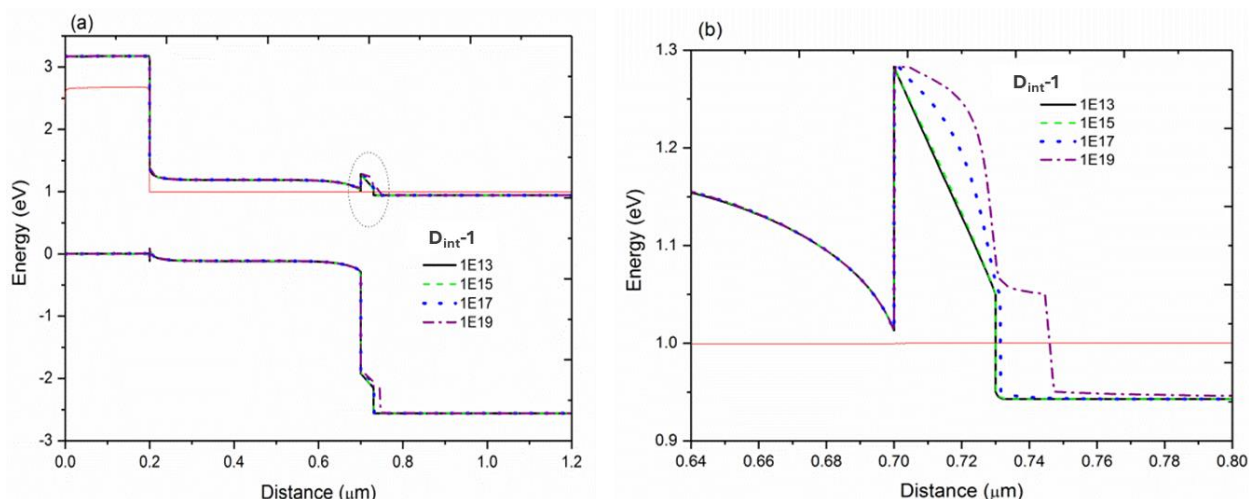 (a)
3
2
1
0
-1
-2
-3
Energy (eV)
D_int-1
1E13
1E15
1E17
1E19
0.0 0.2 0.4 0.6 0.8 1.0 1.2
Distance (μm)
(b)
1.3
1.2
1.1
1.0
0.9
Energy (eV)
D_int-1
1E13
1E15
1E17
1E19
0.64 0.66 0.68 0.70 0.72 0.74 0.76 0.78 0.80
Distance (μm)